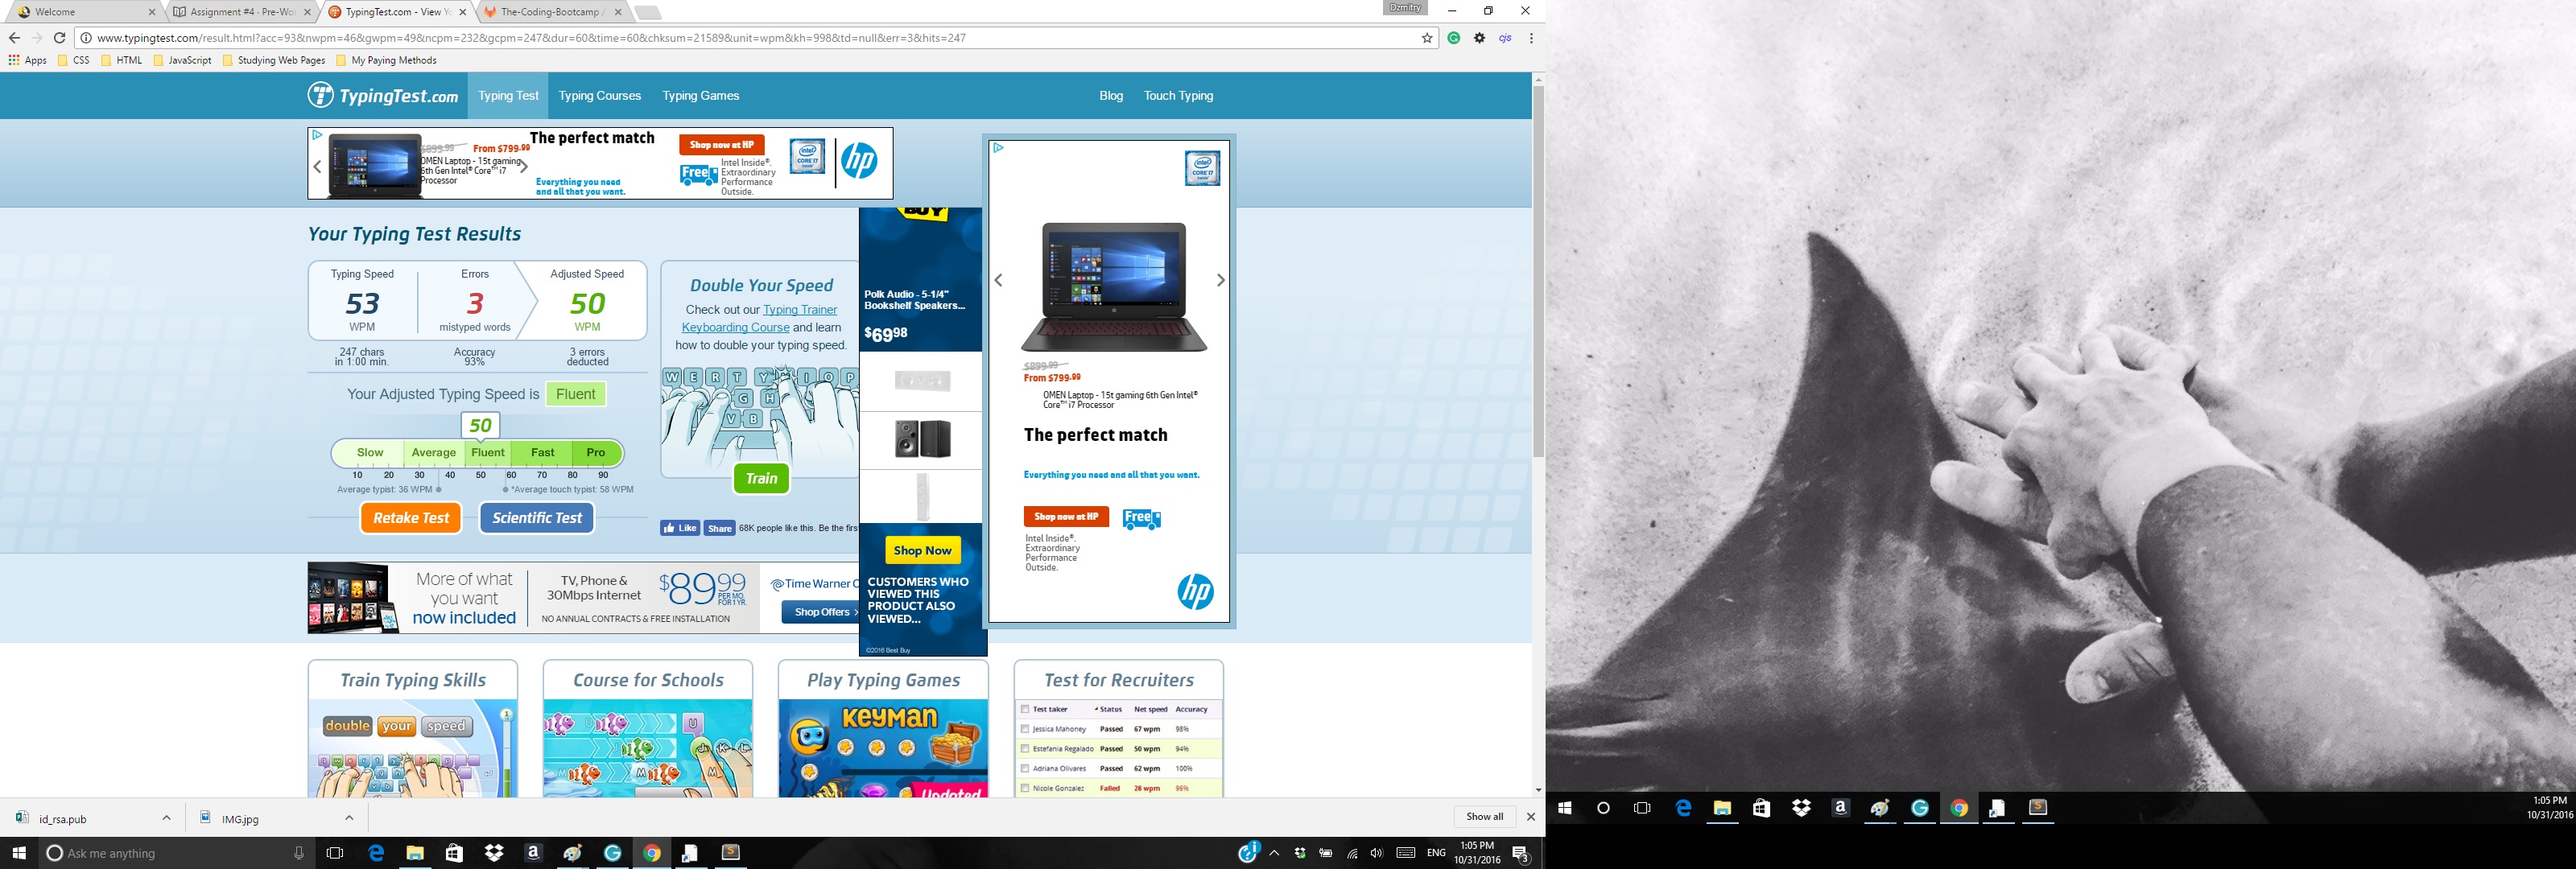 Welcome
Assignment #4 - Pre-Wo
TypingTest.com - View Yo
The-Coding-Bootcamp /
Dzmitry
www.typingtest.com/result.html?acc=93&nwpm=46&gwpm=49&ncpm=232&gcpm=247&dur=60&time=60&chksum=21589&unit=wpm&kh=998&td=null&err=3&hits=247
cjs
Apps CSS HTML JavaScript Studying Web Pages My Paying Methods
TypingTest.com Typing Test Typing Courses Typing Games Blog Touch Typing
$899.99 From $799.99
OMEN Laptop - 15t gaming
6th Gen Intel® Core™ i7
Processor
The perfect match
Everything you need
and all that you want.
Shop now at HP
Free
Intel Inside®.
Extraordinary
Performance
Outside.
intel
CORE i7
inside
hp
Your Typing Test Results
Typing Speed Errors Adjusted Speed
53 3 50
WPM mistyped words WPM
247 chars
in 1:00 min.
Accuracy
93%
3 errors
deducted
Your Adjusted Typing Speed is Fluent
50
Slow Average Fluent Fast Pro
10 20 30 40 50 60 70 80 90
Average typist: 36 WPM *Average touch typist: 58 WPM
Retake Test Scientific Test
Double Your Speed
Check out our Typing Trainer
Keyboarding Course and learn
how to double your typing speed.
W E R T Y I O P
G H
V B
Train
Like Share 68K people like this. Be the firs
BUY
Polk Audio - 5-1/4"
Bookshelf Speakers...
$69.98
Shop Now
CUSTOMERS WHO
VIEWED THIS
PRODUCT ALSO
VIEWED...
©2016 Best Buy
intel
CORE i7
inside
$899.99
From $799.99
OMEN Laptop - 15t gaming 6th Gen Intel®
Core™ i7 Processor
The perfect match
Everything you need and all that you want.
Shop now at HP
Free
Intel Inside®.
Extraordinary
Performance
Outside.
hp
More of what
you want
now included
TV, Phone &
30Mbps Internet
$89.99
PER MO.
FOR 1 YR.
NO ANNUAL CONTRACTS & FREE INSTALLATION
Time Warner C
Shop Offers >
Train Typing Skills
double your speed
Course for Schools
U
J K L
M M M
Play Typing Games
KEYMAN
Updated
Test for Recruiters
Test taker Status Net speed Accuracy
Jessica Mahoney Passed 67 wpm 98%
Estefania Regalado Passed 50 wpm 94%
Adriana Olivares Passed 62 wpm 100%
Nicole Gonzalez Failed 28 wpm 96%
id_rsa.pub
IMG.jpg
Show all
Ask me anything
ENG
1:05 PM
10/31/2016
3
1:05 PM
10/31/2016